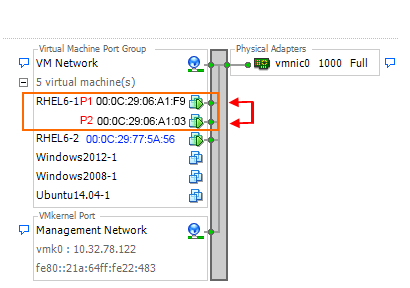 Virtual Machine Port Group
Physical Adapters
VM Network
vmnic0 1000 Full
5 virtual machine(s)
RHEL6-1 P1 00:0C:29:06:A1:F9
P2 00:0C:29:06:A1:03
RHEL6-2 00:0C:29:77:5A:56
Windows2012-1
Windows2008-1
Ubuntu14.04-1
VMkernel Port
Management Network
vmk0 : 10.32.78.122
fe80::21a:64ff:fe22:483